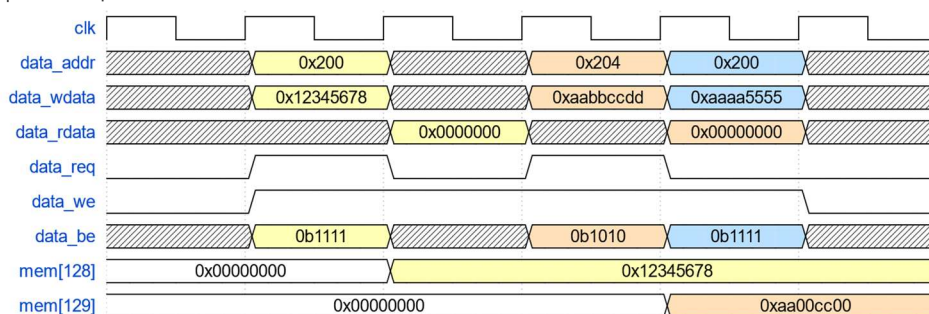 clk
data_addr 0x200 0x204 0x200
data_wdata 0x12345678 0xaabbccdd 0xaaaa5555
data_rdata 0x0000000 0x00000000
data_req
data_we
data_be 0b1111 0b1010 0b1111
mem[128] 0x00000000 0x12345678
mem[129] 0x00000000 0xaa00cc00